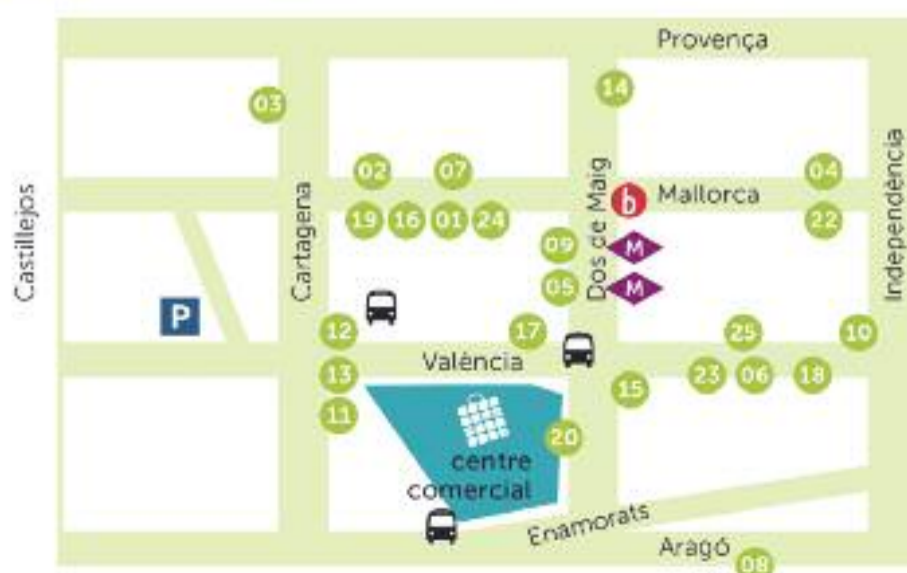 Provença
03
14
02
07
04
Castillejos
Cartagena
Dos de Maig
b
Mallorca
Independència
19
16
01
24
22
09
M
05
M
P
12
17
25
10
València
13
23
06
18
15
11
20
centre
comercial
Enamorats
Aragó
08